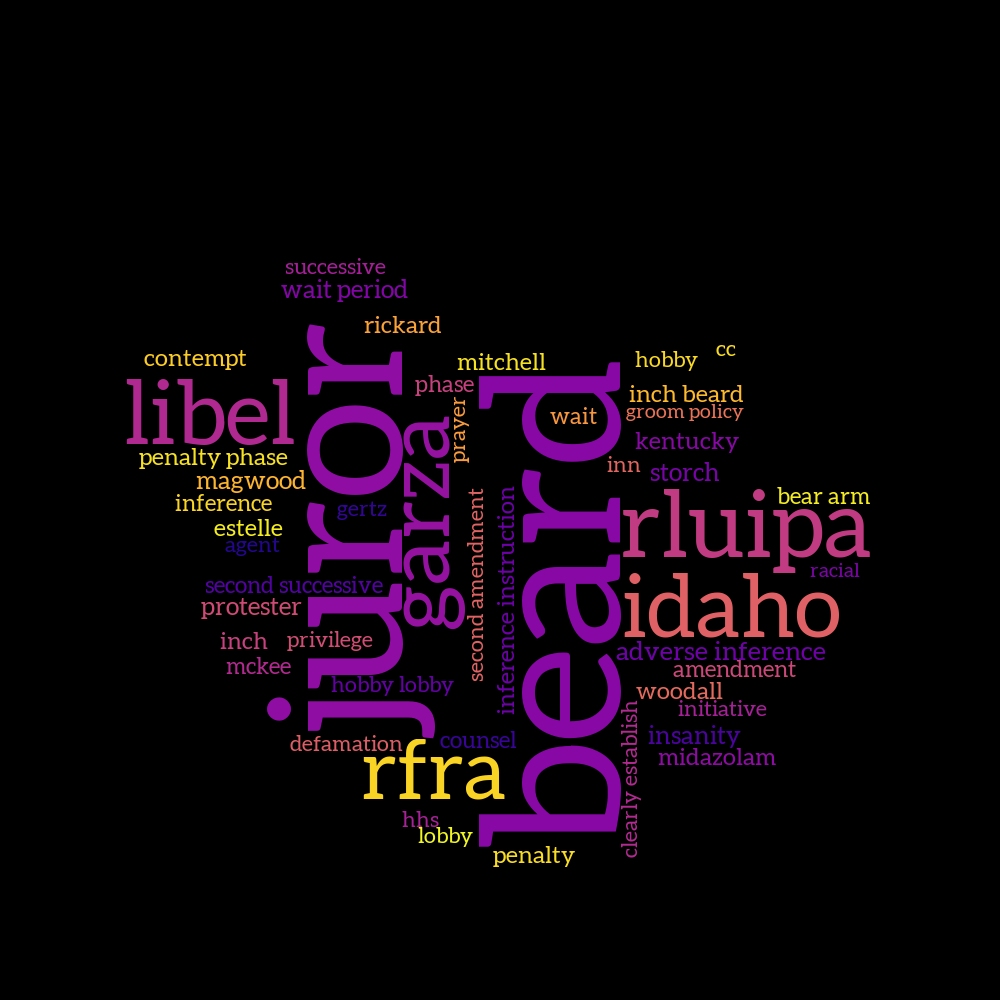 successive
wait period
rickard
contempt
mitchell
hobby
cc
libel
juror
phase
prayer
garza
beard
wait
inch beard
groom policy
kentucky
penalty phase
magwood
inn
storch
inference
gertz
second amendment
inference instruction
rluipa
bear arm
estelle
agent
racial
second successive
idaho
protester
inch
privilege
adverse inference
mckee
amendment
hobby lobby
woodall
initiative
clearly establish
defamation
counsel
insanity
midazolam
rfra
hhs
lobby
penalty